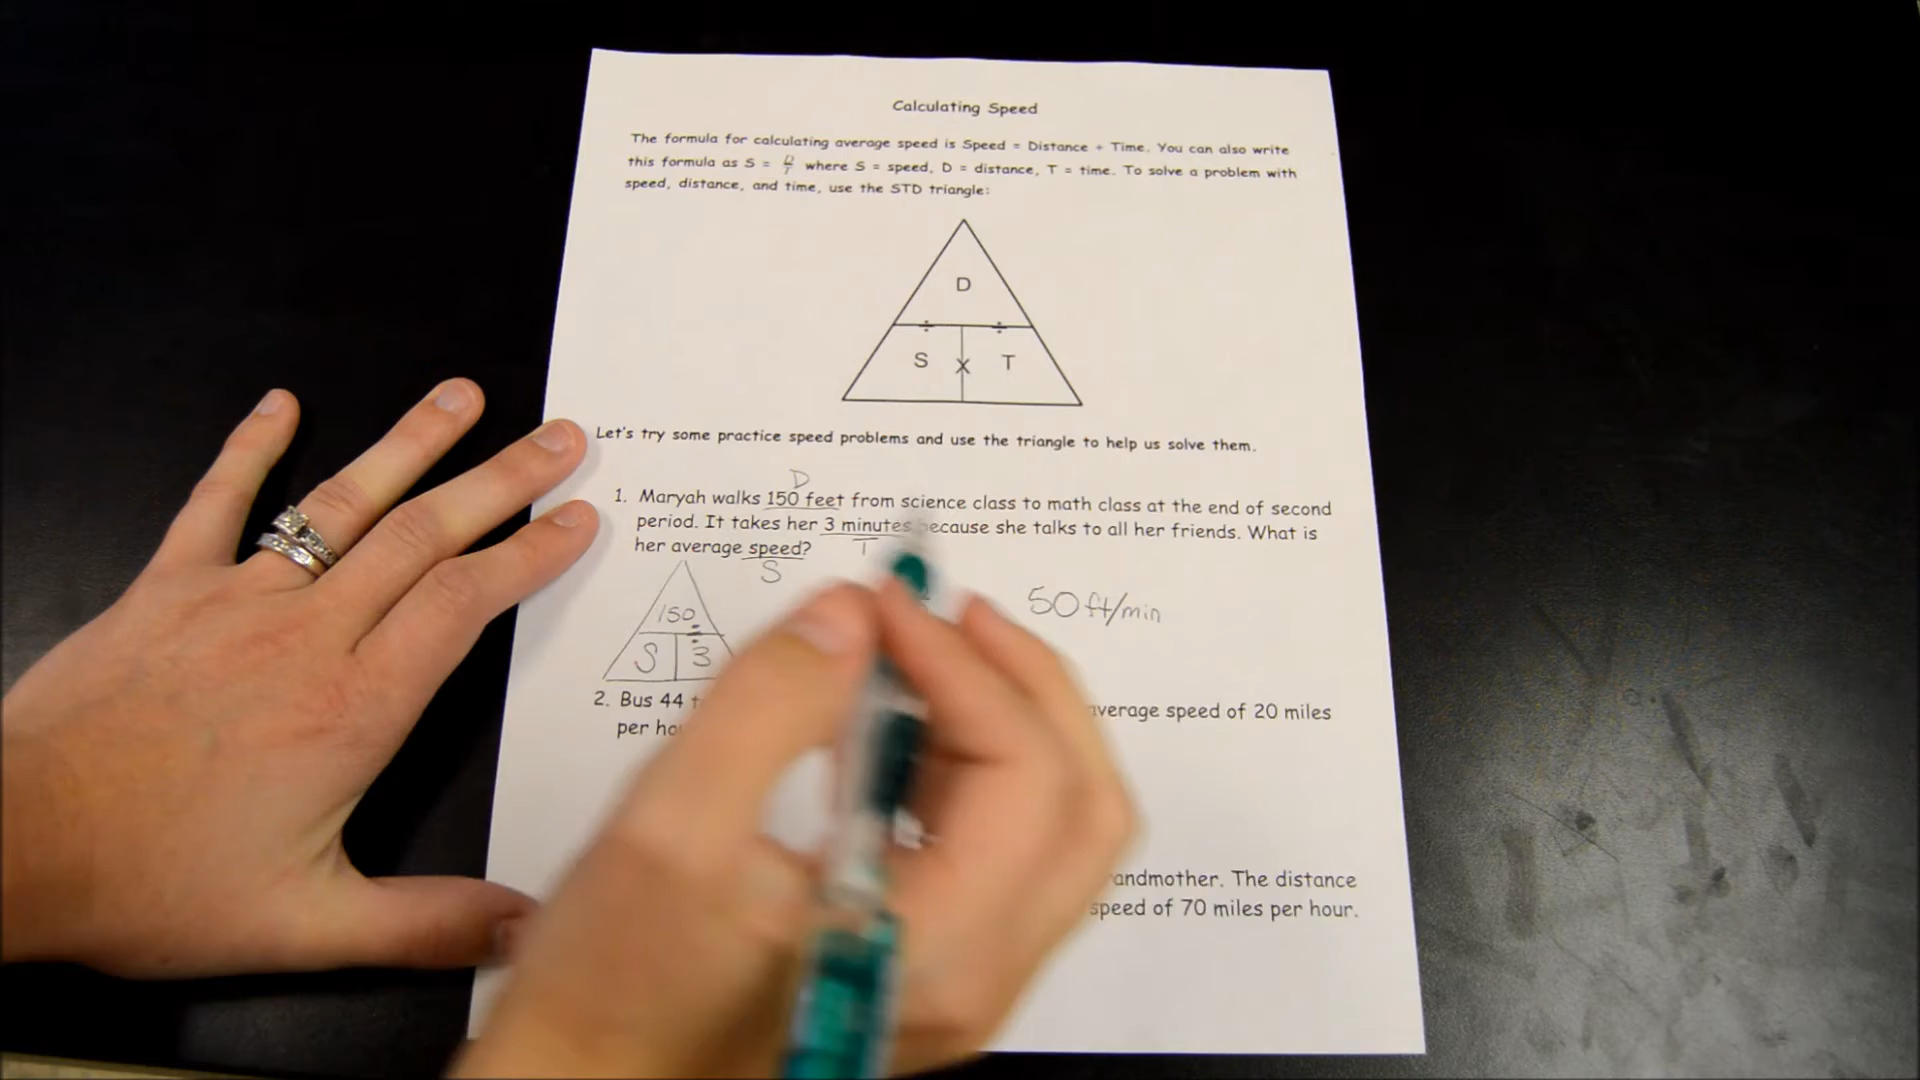 Calculating Speed
The formula for calculating average speed is Speed = Distance ÷ Time. You can also write
this formula as S = D/T where S = speed, D = distance, T = time. To solve a problem with
speed, distance, and time, use the STD triangle:
D
÷ ÷
S X T
Let's try some practice speed problems and use the triangle to help us solve them.
D
1. Maryah walks 150 feet from science class to math class at the end of second
period. It takes her 3 minutes because she talks to all her friends. What is
her average speed?
T
S
50 ft/min
150
÷
S 3
2. Bus 44 average speed of 20 miles
per
The distance
speed of 70 miles per hour.